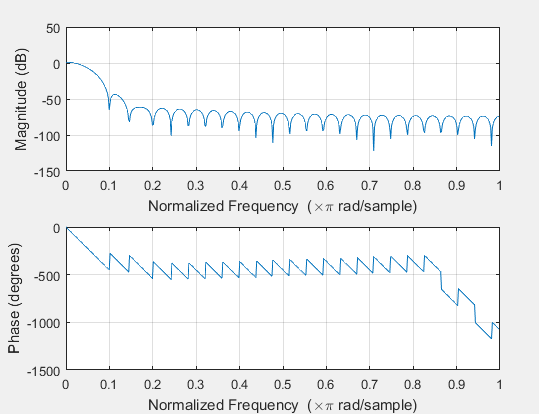 50
0
-50
-100
-150
Magnitude (dB)
0 0.1 0.2 0.3 0.4 0.5 0.6 0.7 0.8 0.9 1
Normalized Frequency (×π rad/sample)
0
-500
-1000
-1500
Phase (degrees)
0 0.1 0.2 0.3 0.4 0.5 0.6 0.7 0.8 0.9 1
Normalized Frequency (×π rad/sample)